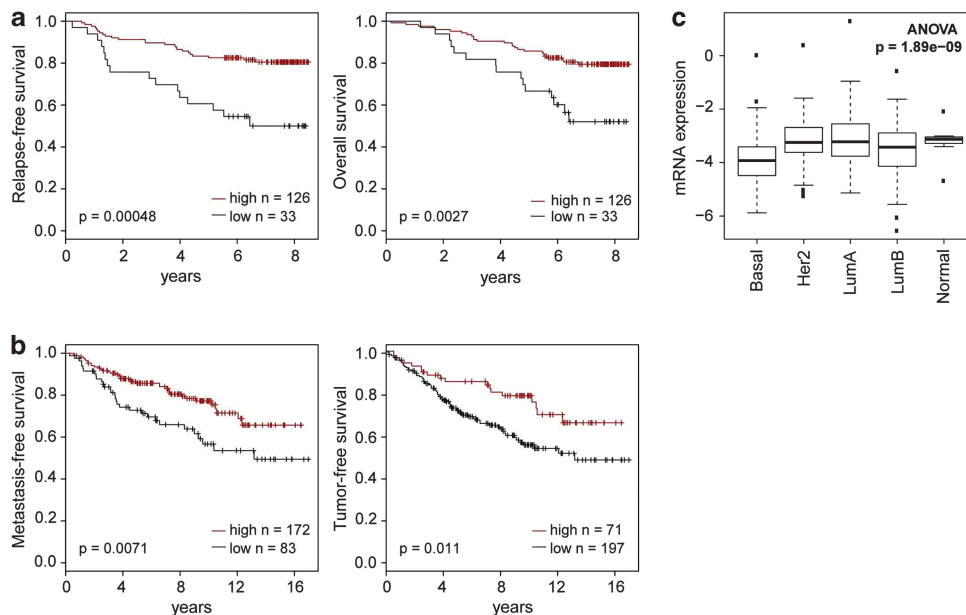 a
Relapse-free survival
1.0
0.8
0.6
0.4
0.2
0.0
high n = 126
low n = 33
p = 0.00048
0 2 4 6 8
years
Overall survival
1.0
0.8
0.6
0.4
0.2
0.0
high n = 126
low n = 33
p = 0.0027
0 2 4 6 8
years
c
ANOVA
p = 1.89e−09
mRNA expression
0
−2
−4
−6
Basal
Her2
LumA
LumB
Normal
b
Metastasis-free survival
1.0
0.8
0.6
0.4
0.2
0.0
high n = 172
low n = 83
p = 0.0071
0 4 8 12 16
years
Tumor-free survival
1.0
0.8
0.6
0.4
0.2
0.0
high n = 71
low n = 197
p = 0.011
0 4 8 12 16
years